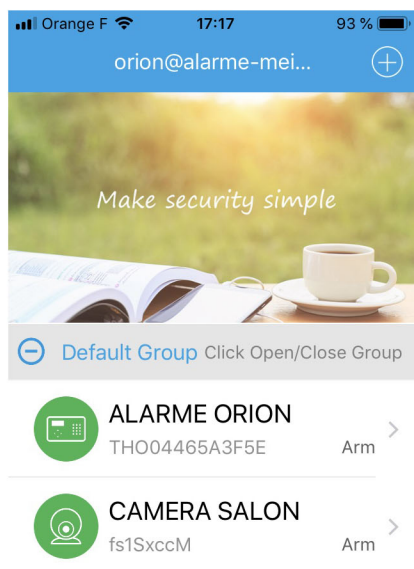 Orange F 17:17 93 %
orion@alarme-mei...
Make security simple
Default Group Click Open/Close Group
ALARME ORION
THO04465A3F5E Arm
CAMERA SALON
fs1SxccM Arm